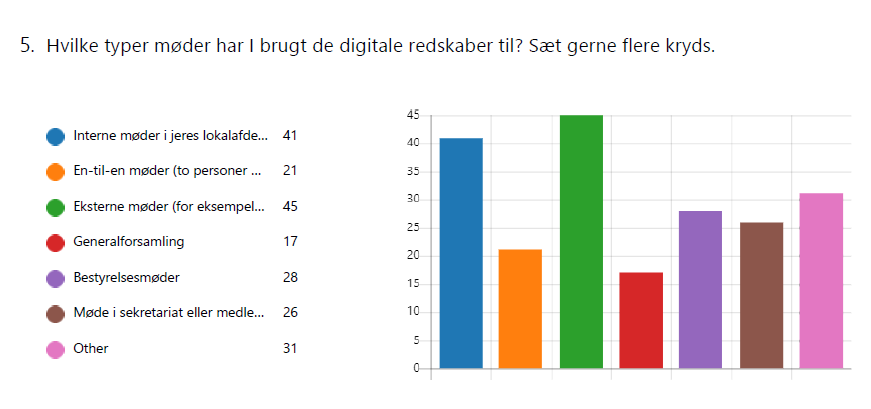 5. Hvilke typer møder har I brugt de digitale redskaber til? Sæt gerne flere kryds.
Interne møder i jeres lokalafde... 41
En-til-en møder (to personer ... 21
Eksterne møder (for eksempel... 45
Generalforsamling 17
Bestyrelsesmøder 28
Møde i sekretariat eller medle... 26
Other 31
45
40
35
30
25
20
15
10
5
0